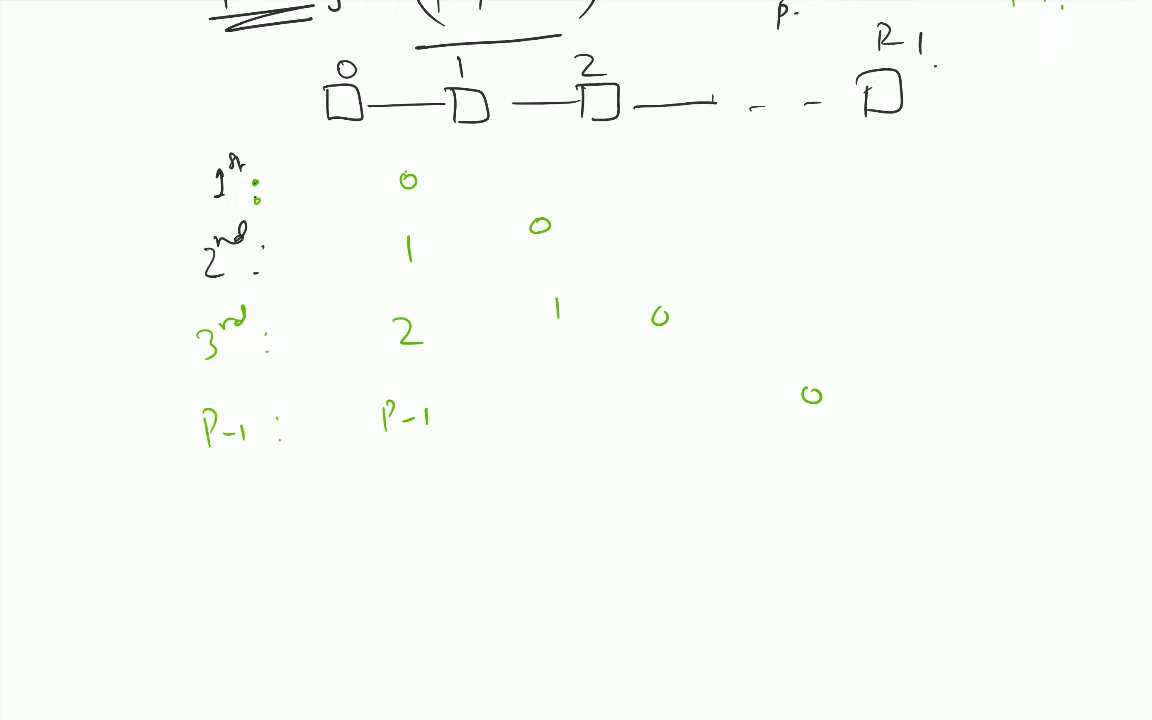 p.
0 1 2 P-1
1st: 0
2nd: 1 0
3rd: 2 1 0
P-1: P-1 0